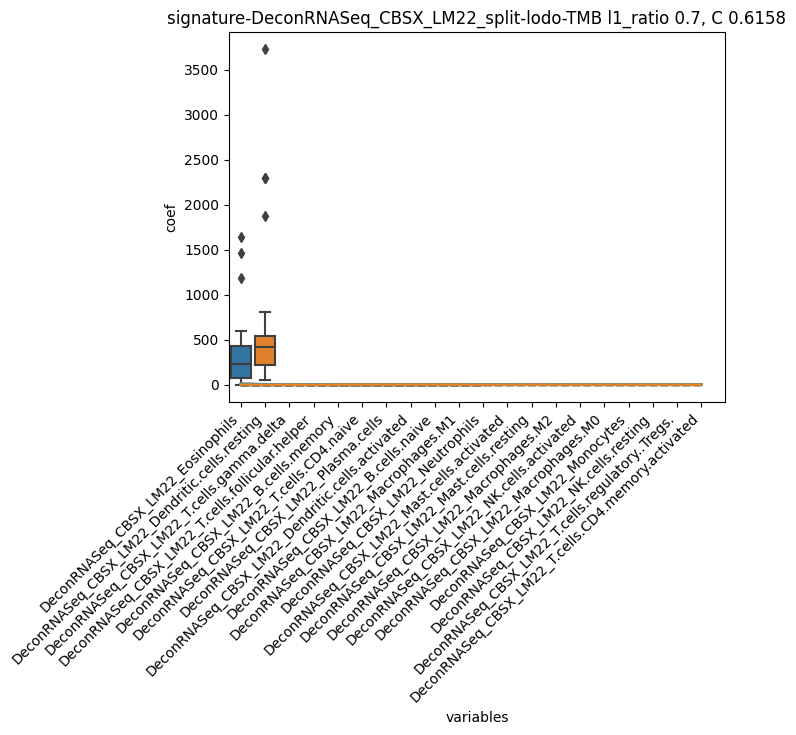 signature-DeconRNASeq_CBSX_LM22_split-lodo-TMB l1_ratio 0.7, C 0.6158
3500
3000
2500
2000
1500
1000
500
0
coef
DeconRNASeq_CBSX_LM22_Eosinophils
DeconRNASeq_CBSX_LM22_Dendritic.cells.resting
DeconRNASeq_CBSX_LM22_T.cells.gamma.delta
DeconRNASeq_CBSX_LM22_T.cells.follicular.helper
DeconRNASeq_CBSX_LM22_B.cells.memory
DeconRNASeq_CBSX_LM22_T.cells.CD4.naive
DeconRNASeq_CBSX_LM22_Plasma.cells
DeconRNASeq_CBSX_LM22_Dendritic.cells.activated
DeconRNASeq_CBSX_LM22_B.cells.naive
DeconRNASeq_CBSX_LM22_Macrophages.M1
DeconRNASeq_CBSX_LM22_Neutrophils
DeconRNASeq_CBSX_LM22_Mast.cells.activated
DeconRNASeq_CBSX_LM22_Mast.cells.resting
DeconRNASeq_CBSX_LM22_Macrophages.M2
DeconRNASeq_CBSX_LM22_NK.cells.activated
DeconRNASeq_CBSX_LM22_Macrophages.M0
DeconRNASeq_CBSX_LM22_Monocytes
DeconRNASeq_CBSX_LM22_NK.cells.resting
DeconRNASeq_CBSX_LM22_T.cells.regulatory..Tregs.
DeconRNASeq_CBSX_LM22_T.cells.CD4.memory.activated
variables